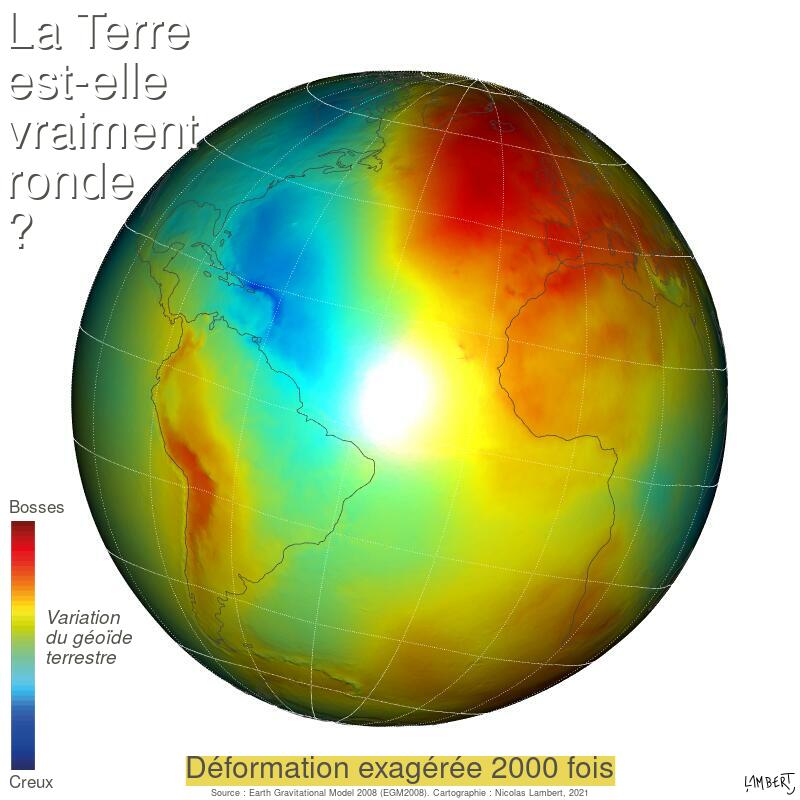 La Terre
est-elle
vraiment
ronde
?
Bosses
Variation
du géoïde
terrestre
Creux
Déformation exagérée 2000 fois
Source : Earth Gravitational Model 2008 (EGM2008). Cartographie : Nicolas Lambert, 2021
LAMBERT